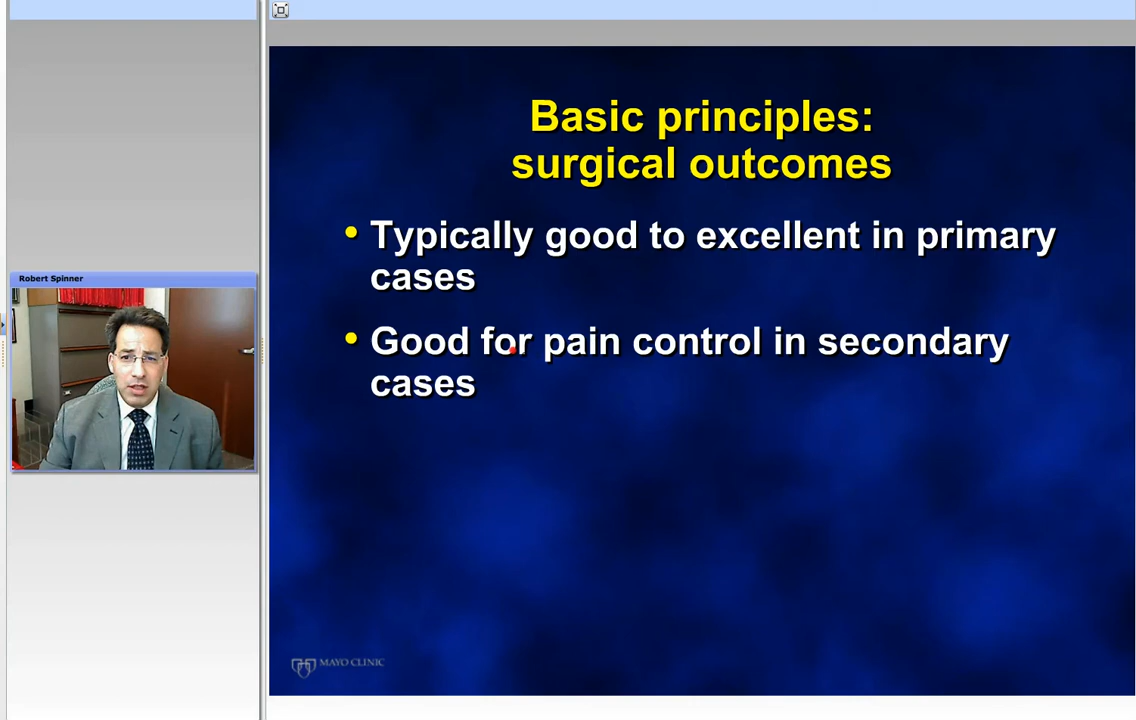 Robert Spinner
Basic principles:
surgical outcomes
• Typically good to excellent in primary
cases
• Good for pain control in secondary
cases
MAYO CLINIC